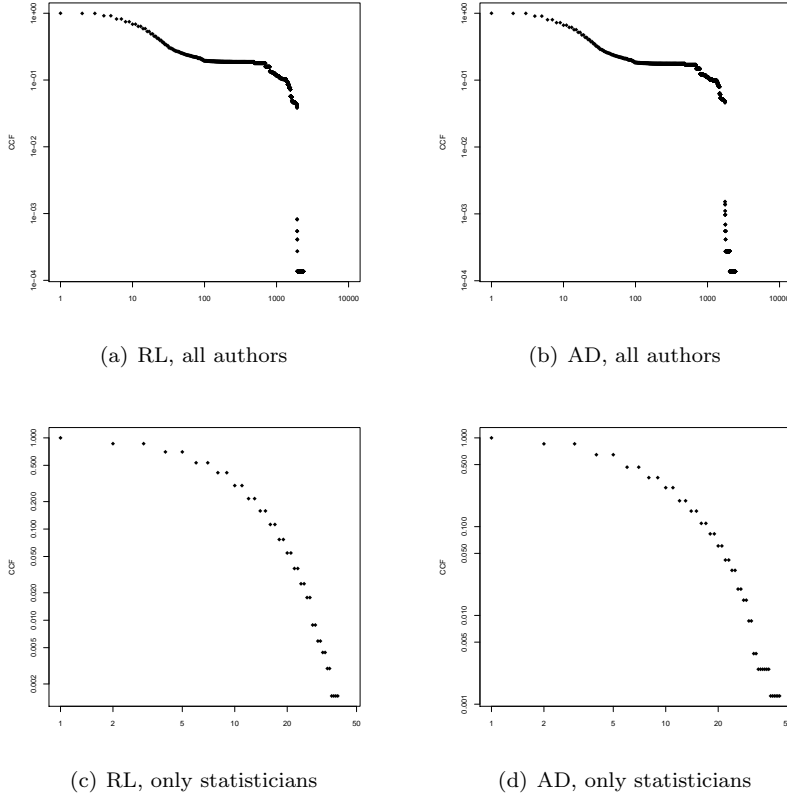 CCF
1e+00
1e-01
1e-02
1e-03
1e-04
1 10 100 1000 10000
(a) RL, all authors
CCF
1e+00
1e-01
1e-02
1e-03
1e-04
1 10 100 1000 10000
(b) AD, all authors
CCF
1.000
0.500
0.200
0.100
0.050
0.020
0.010
0.005
0.002
1 2 5 10 20 50
(c) RL, only statisticians
CCF
1.000
0.500
0.100
0.050
0.010
0.005
0.001
1 2 5 10 20
(d) AD, only statisticians